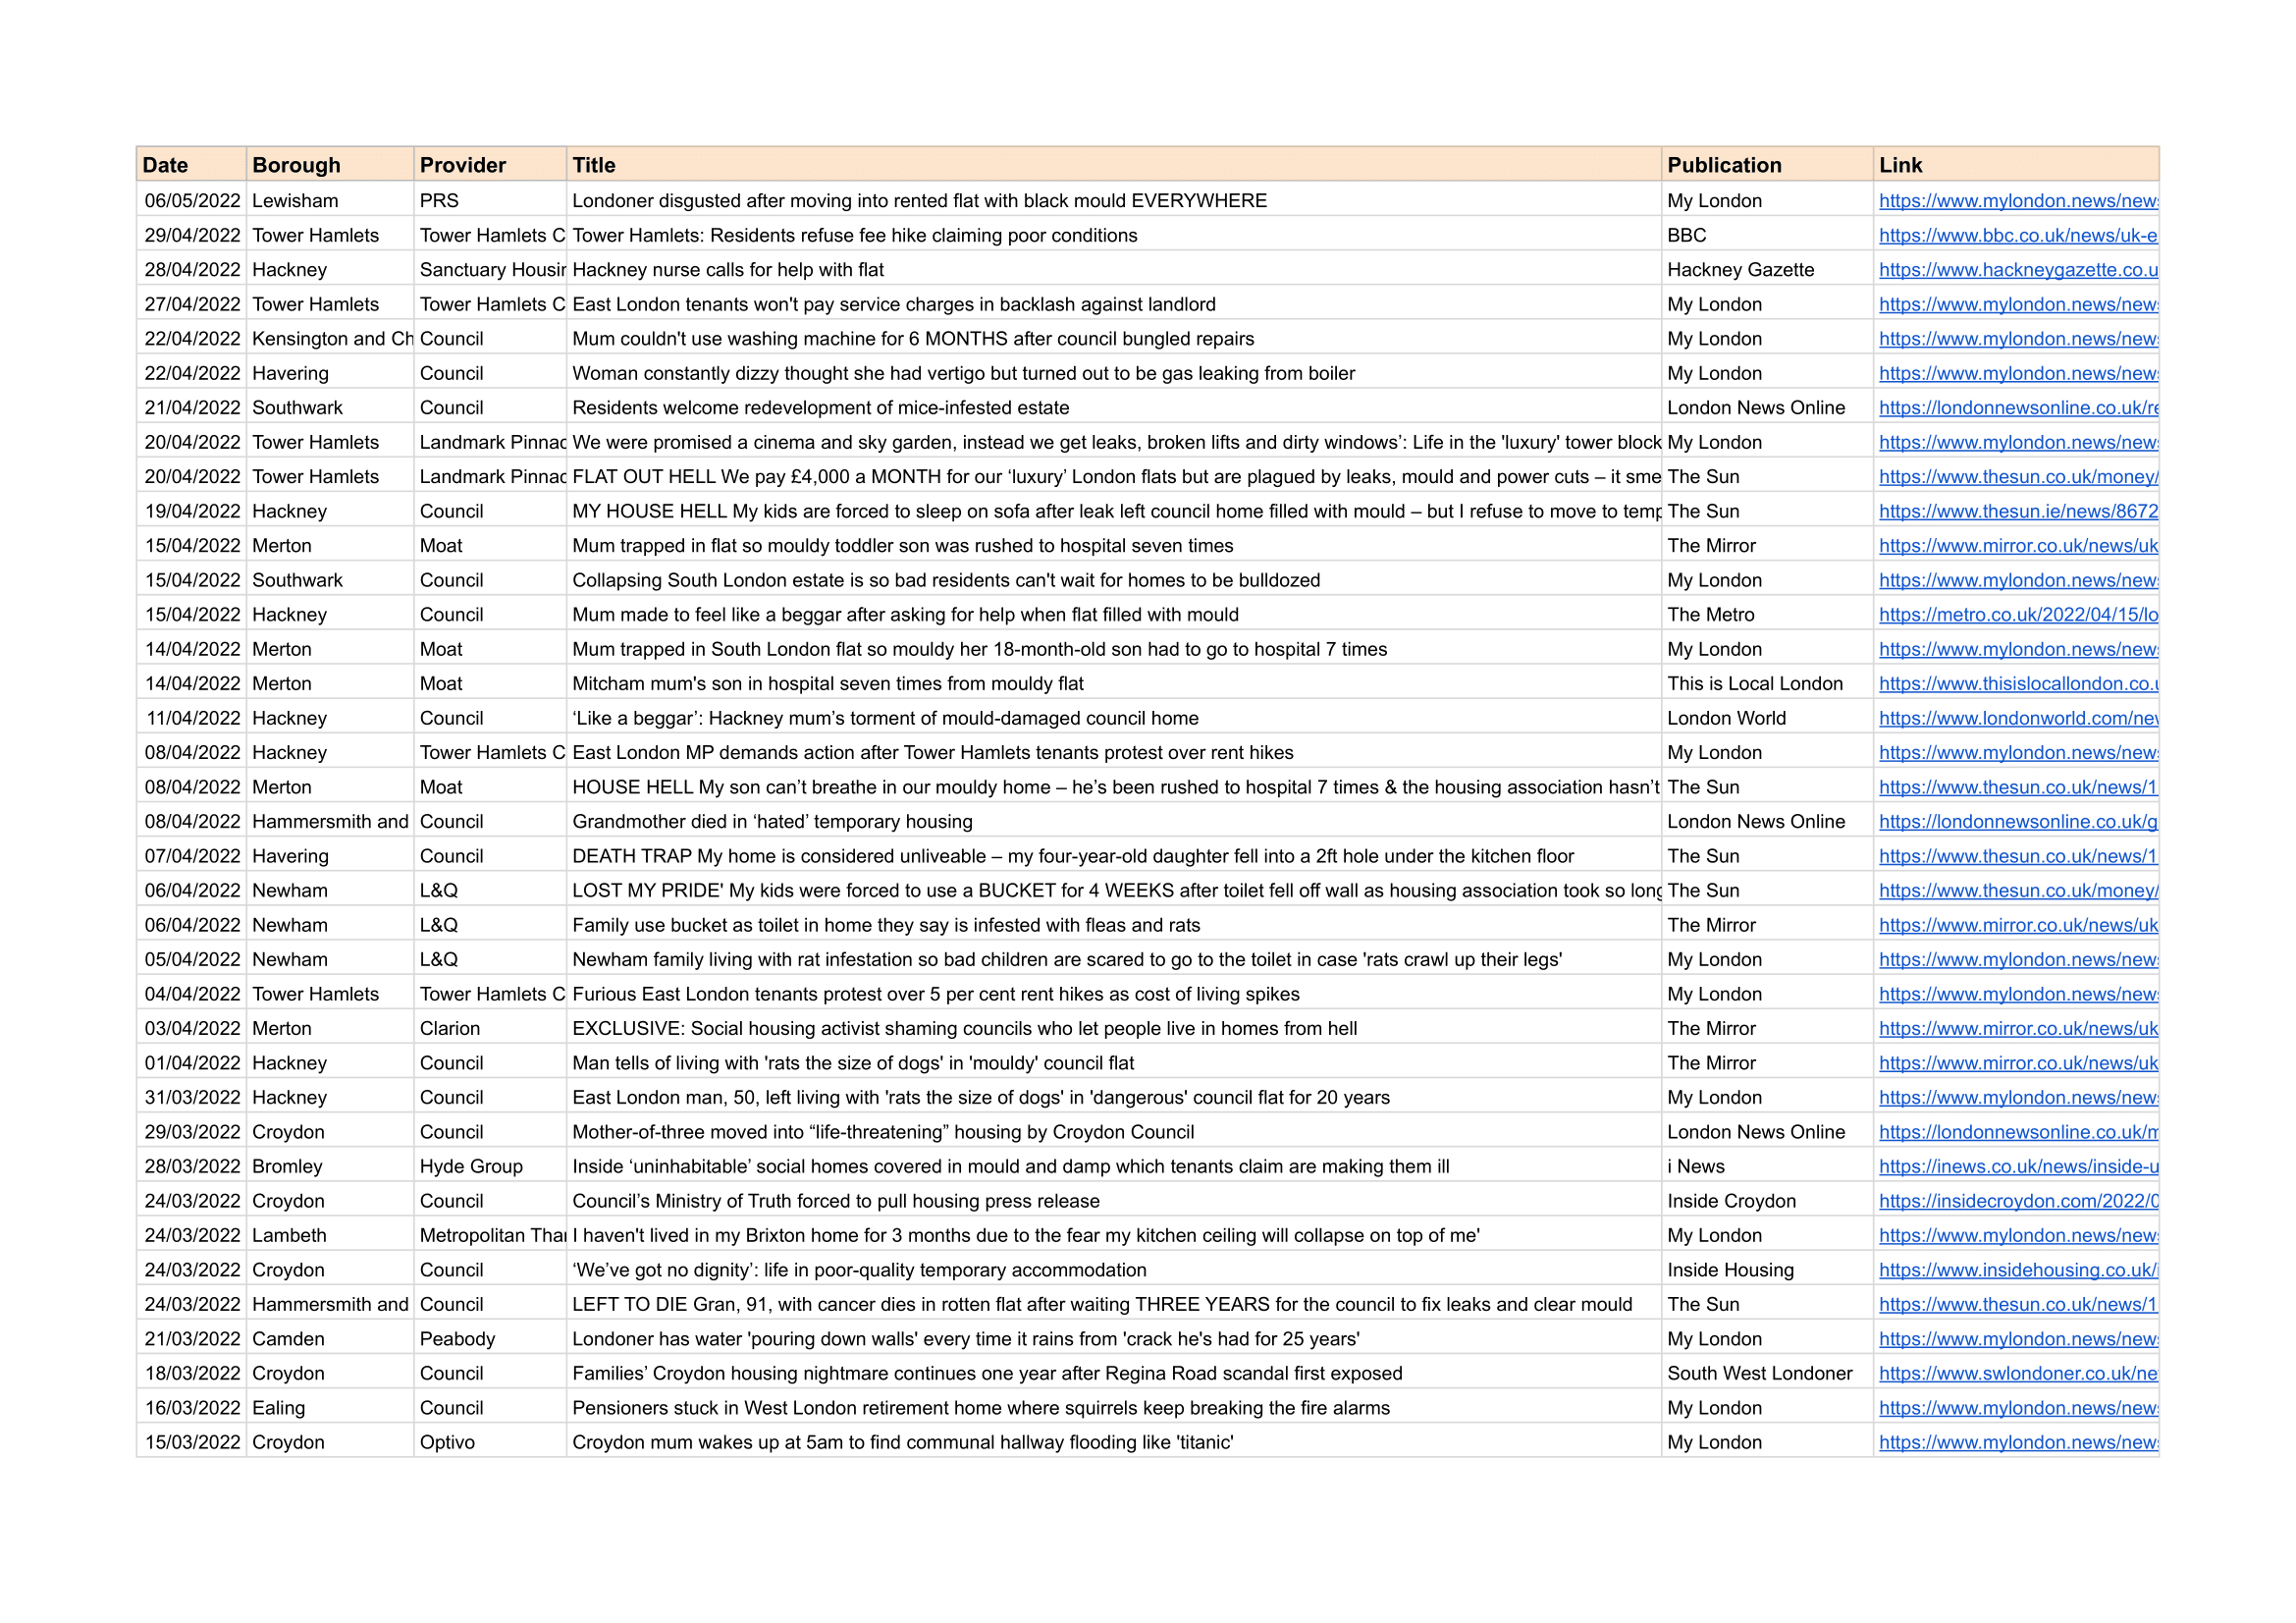 Date Borough Provider Title Publication Link
06/05/2022 Lewisham PRS Londoner disgusted after moving into rented flat with black mould EVERYWHERE My London https://www.mylondon.news/news
29/04/2022 Tower Hamlets Tower Hamlets C Tower Hamlets: Residents refuse fee hike claiming poor conditions BBC https://www.bbc.co.uk/news/uk-e
28/04/2022 Hackney Sanctuary Housin Hackney nurse calls for help with flat Hackney Gazette https://www.hackneygazette.co.u
27/04/2022 Tower Hamlets Tower Hamlets C East London tenants won't pay service charges in backlash against landlord My London https://www.mylondon.news/news
22/04/2022 Kensington and Ch Council Mum couldn't use washing machine for 6 MONTHS after council bungled repairs My London https://www.mylondon.news/news
22/04/2022 Havering Council Woman constantly dizzy thought she had vertigo but turned out to be gas leaking from boiler My London https://www.mylondon.news/news
21/04/2022 Southwark Council Residents welcome redevelopment of mice-infested estate London News Online https://londonnewsonline.co.uk/re
20/04/2022 Tower Hamlets Landmark Pinnac We were promised a cinema and sky garden, instead we get leaks, broken lifts and dirty windows’: Life in the 'luxury' tower block My London https://www.mylondon.news/news
20/04/2022 Tower Hamlets Landmark Pinnac FLAT OUT HELL We pay £4,000 a MONTH for our ‘luxury’ London flats but are plagued by leaks, mould and power cuts – it sme The Sun https://www.thesun.co.uk/money/
19/04/2022 Hackney Council MY HOUSE HELL My kids are forced to sleep on sofa after leak left council home filled with mould – but I refuse to move to temp The Sun https://www.thesun.ie/news/8672
15/04/2022 Merton Moat Mum trapped in flat so mouldy toddler son was rushed to hospital seven times The Mirror https://www.mirror.co.uk/news/uk
15/04/2022 Southwark Council Collapsing South London estate is so bad residents can't wait for homes to be bulldozed My London https://www.mylondon.news/news
15/04/2022 Hackney Council Mum made to feel like a beggar after asking for help when flat filled with mould The Metro https://metro.co.uk/2022/04/15/lo
14/04/2022 Merton Moat Mum trapped in South London flat so mouldy her 18-month-old son had to go to hospital 7 times My London https://www.mylondon.news/news
14/04/2022 Merton Moat Mitcham mum's son in hospital seven times from mouldy flat This is Local London https://www.thisislocallondon.co.u
11/04/2022 Hackney Council ‘Like a beggar’: Hackney mum’s torment of mould-damaged council home London World https://www.londonworld.com/new
08/04/2022 Hackney Tower Hamlets C East London MP demands action after Tower Hamlets tenants protest over rent hikes My London https://www.mylondon.news/news
08/04/2022 Merton Moat HOUSE HELL My son can’t breathe in our mouldy home – he’s been rushed to hospital 7 times & the housing association hasn’t The Sun https://www.thesun.co.uk/news/1
08/04/2022 Hammersmith and Council Grandmother died in ‘hated’ temporary housing London News Online https://londonnewsonline.co.uk/g
07/04/2022 Havering Council DEATH TRAP My home is considered unliveable – my four-year-old daughter fell into a 2ft hole under the kitchen floor The Sun https://www.thesun.co.uk/news/1
06/04/2022 Newham L&Q LOST MY PRIDE' My kids were forced to use a BUCKET for 4 WEEKS after toilet fell off wall as housing association took so long The Sun https://www.thesun.co.uk/money/
06/04/2022 Newham L&Q Family use bucket as toilet in home they say is infested with fleas and rats The Mirror https://www.mirror.co.uk/news/uk
05/04/2022 Newham L&Q Newham family living with rat infestation so bad children are scared to go to the toilet in case 'rats crawl up their legs' My London https://www.mylondon.news/news
04/04/2022 Tower Hamlets Tower Hamlets C Furious East London tenants protest over 5 per cent rent hikes as cost of living spikes My London https://www.mylondon.news/news
03/04/2022 Merton Clarion EXCLUSIVE: Social housing activist shaming councils who let people live in homes from hell The Mirror https://www.mirror.co.uk/news/uk
01/04/2022 Hackney Council Man tells of living with 'rats the size of dogs' in 'mouldy' council flat The Mirror https://www.mirror.co.uk/news/uk
31/03/2022 Hackney Council East London man, 50, left living with 'rats the size of dogs' in 'dangerous' council flat for 20 years My London https://www.mylondon.news/news
29/03/2022 Croydon Council Mother-of-three moved into “life-threatening” housing by Croydon Council London News Online https://londonnewsonline.co.uk/m
28/03/2022 Bromley Hyde Group Inside ‘uninhabitable’ social homes covered in mould and damp which tenants claim are making them ill i News https://inews.co.uk/news/inside-u
24/03/2022 Croydon Council Council’s Ministry of Truth forced to pull housing press release Inside Croydon https://insidecroydon.com/2022/0
24/03/2022 Lambeth Metropolitan Tha I haven't lived in my Brixton home for 3 months due to the fear my kitchen ceiling will collapse on top of me' My London https://www.mylondon.news/news
24/03/2022 Croydon Council ‘We’ve got no dignity’: life in poor-quality temporary accommodation Inside Housing https://www.insidehousing.co.uk/i
24/03/2022 Hammersmith and Council LEFT TO DIE Gran, 91, with cancer dies in rotten flat after waiting THREE YEARS for the council to fix leaks and clear mould The Sun https://www.thesun.co.uk/news/1
21/03/2022 Camden Peabody Londoner has water 'pouring down walls' every time it rains from 'crack he's had for 25 years' My London https://www.mylondon.news/news
18/03/2022 Croydon Council Families’ Croydon housing nightmare continues one year after Regina Road scandal first exposed South West Londoner https://www.swlondoner.co.uk/ne
16/03/2022 Ealing Council Pensioners stuck in West London retirement home where squirrels keep breaking the fire alarms My London https://www.mylondon.news/news
15/03/2022 Croydon Optivo Croydon mum wakes up at 5am to find communal hallway flooding like 'titanic' My London https://www.mylondon.news/news